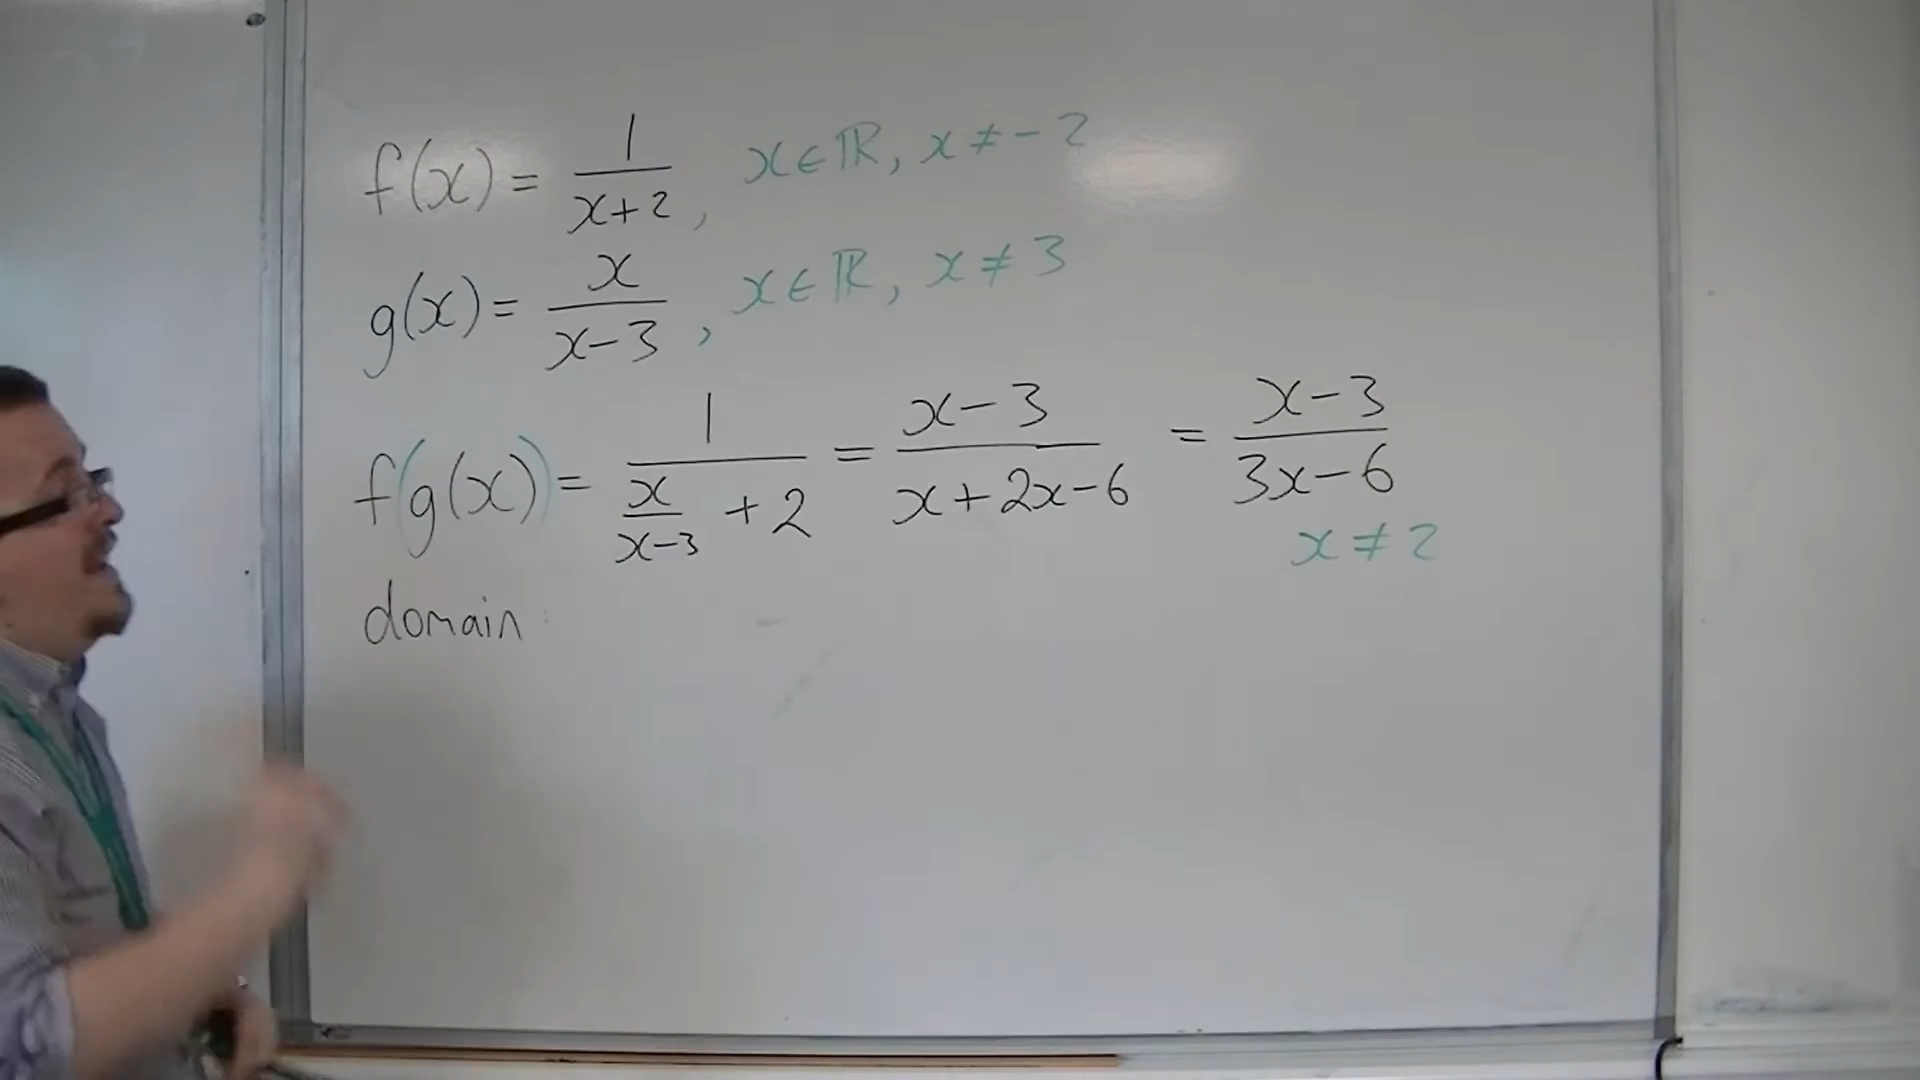 f(x) = 1/(x+2), x∈ℝ, x≠-2
g(x) = x/(x-3), x∈ℝ, x≠3
f(g(x)) = 1/(x/(x-3) + 2) = (x-3)/(x+2x-6) = (x-3)/(3x-6)
x≠2
domain